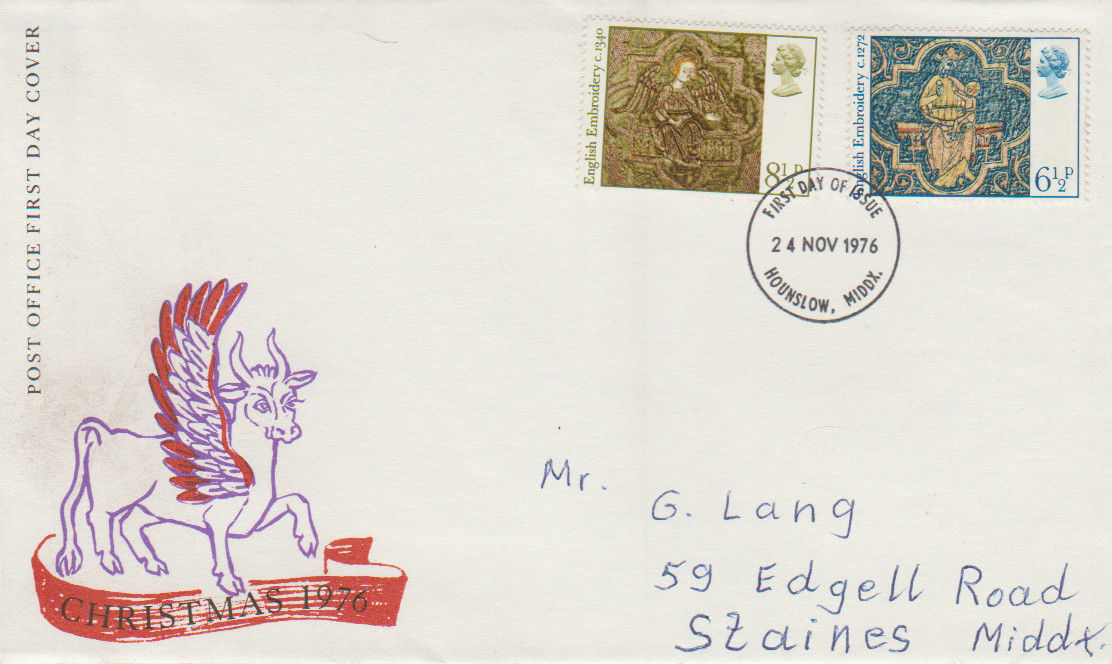 POST OFFICE FIRST DAY COVER
English Embroidery c.1340
8½P
English Embroidery c.1272
6½P
FIRST DAY OF ISSUE
24 NOV 1976
HOUNSLOW, MIDDX.
Mr.
G. Lang
59 Edgell Road
Staines Middx.
CHRISTMAS 1976